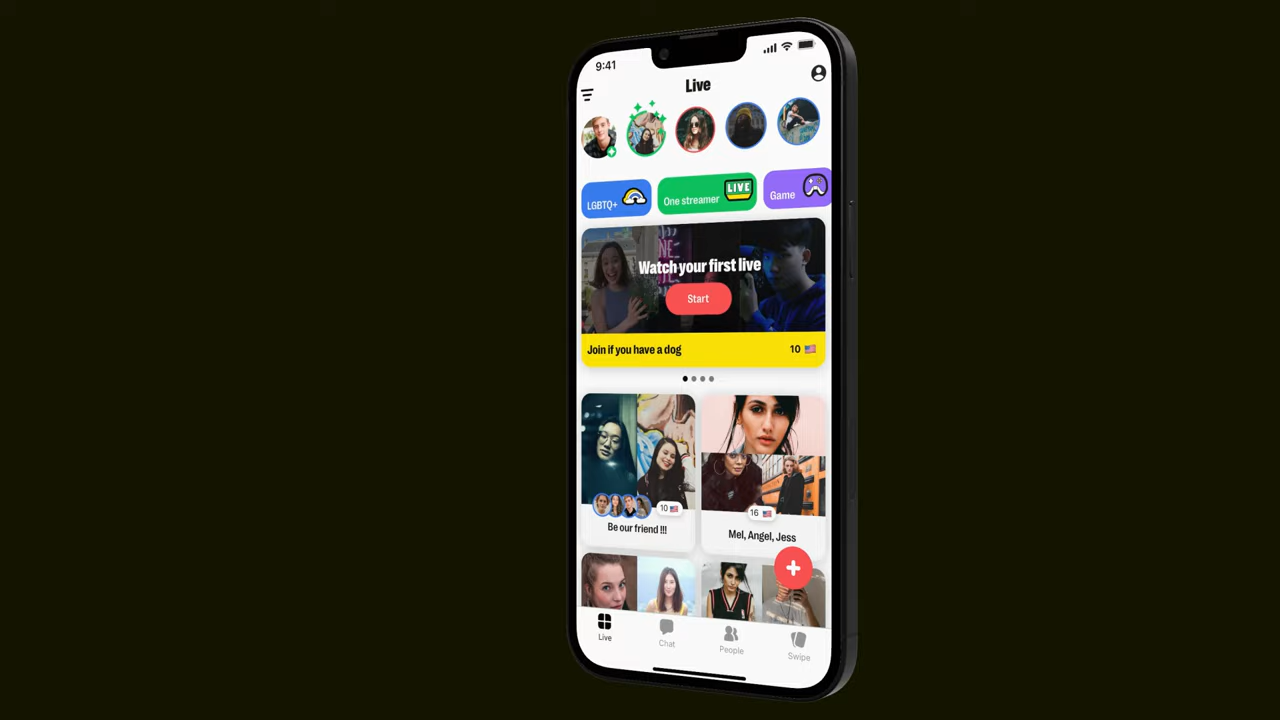 9:41
Live
LGBTQ+
One streamer
LIVE
Game
Watch your first live
Start
Join if you have a dog
10
10
Be our friend !!!
16
Mel, Angel, Jess
Live
Chat
People
Swipe